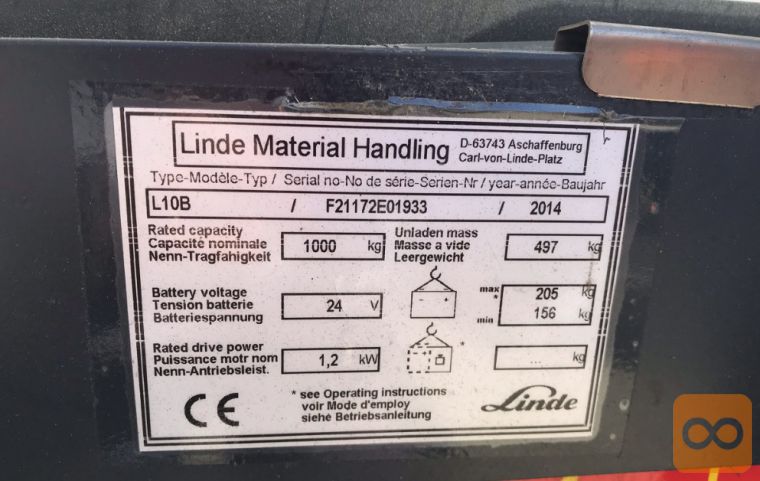 Linde Material Handling D-63743 Aschaffenburg
Carl-von-Linde-Platz
Type-Modèle-Typ / Serial no-No de série-Serien-Nr / year-année-Baujahr
L10B / F21172E01933 / 2014
Rated capacity
Capacité nominale
Nenn-Tragfahigkeit
1000 kg
Unladen mass
Masse a vide
Leergewicht
497 kg
Battery voltage
Tension batterie
Batteriespannung
24 V
max 205 kg
*
min 156 kg
Rated drive power
Puissance motr nom
Nenn-Antriebsleist.
1,2 kW
*
... kg
CE
* see Operating instructions
voir Mode d'employ
siehe Betriebsanleitung
Linde